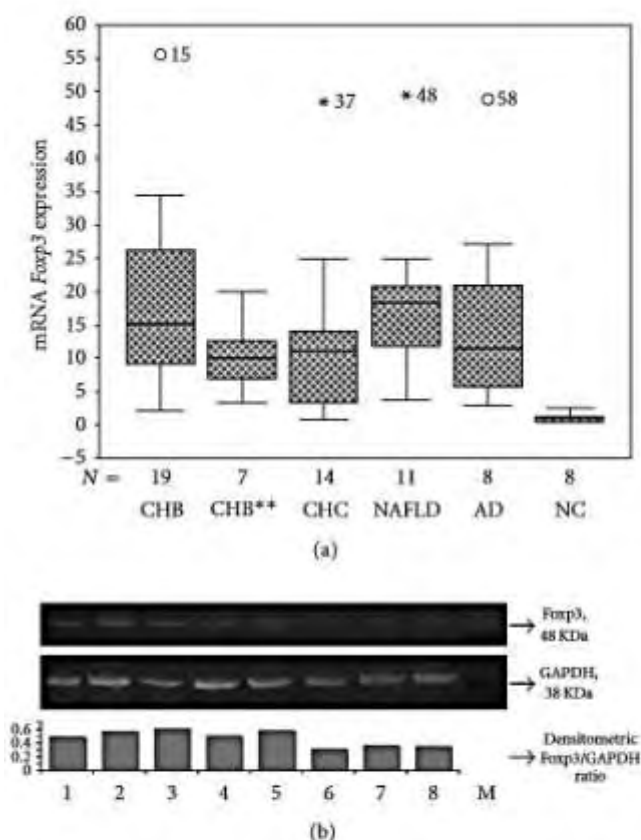 60
55
50
45
40
35
30
25
20
15
10
5
0
−5
mRNA Foxp3 expression
15
37
48
58
N = 19 7 14 11 8 8
CHB CHB** CHC NAFLD AD NC
(a)
Foxp3,
48 KDa
GAPDH,
38 KDa
0.6
0.4
0.2
0
Densitometric
Foxp3/GAPDH
ratio
1 2 3 4 5 6 7 8 M
(b)